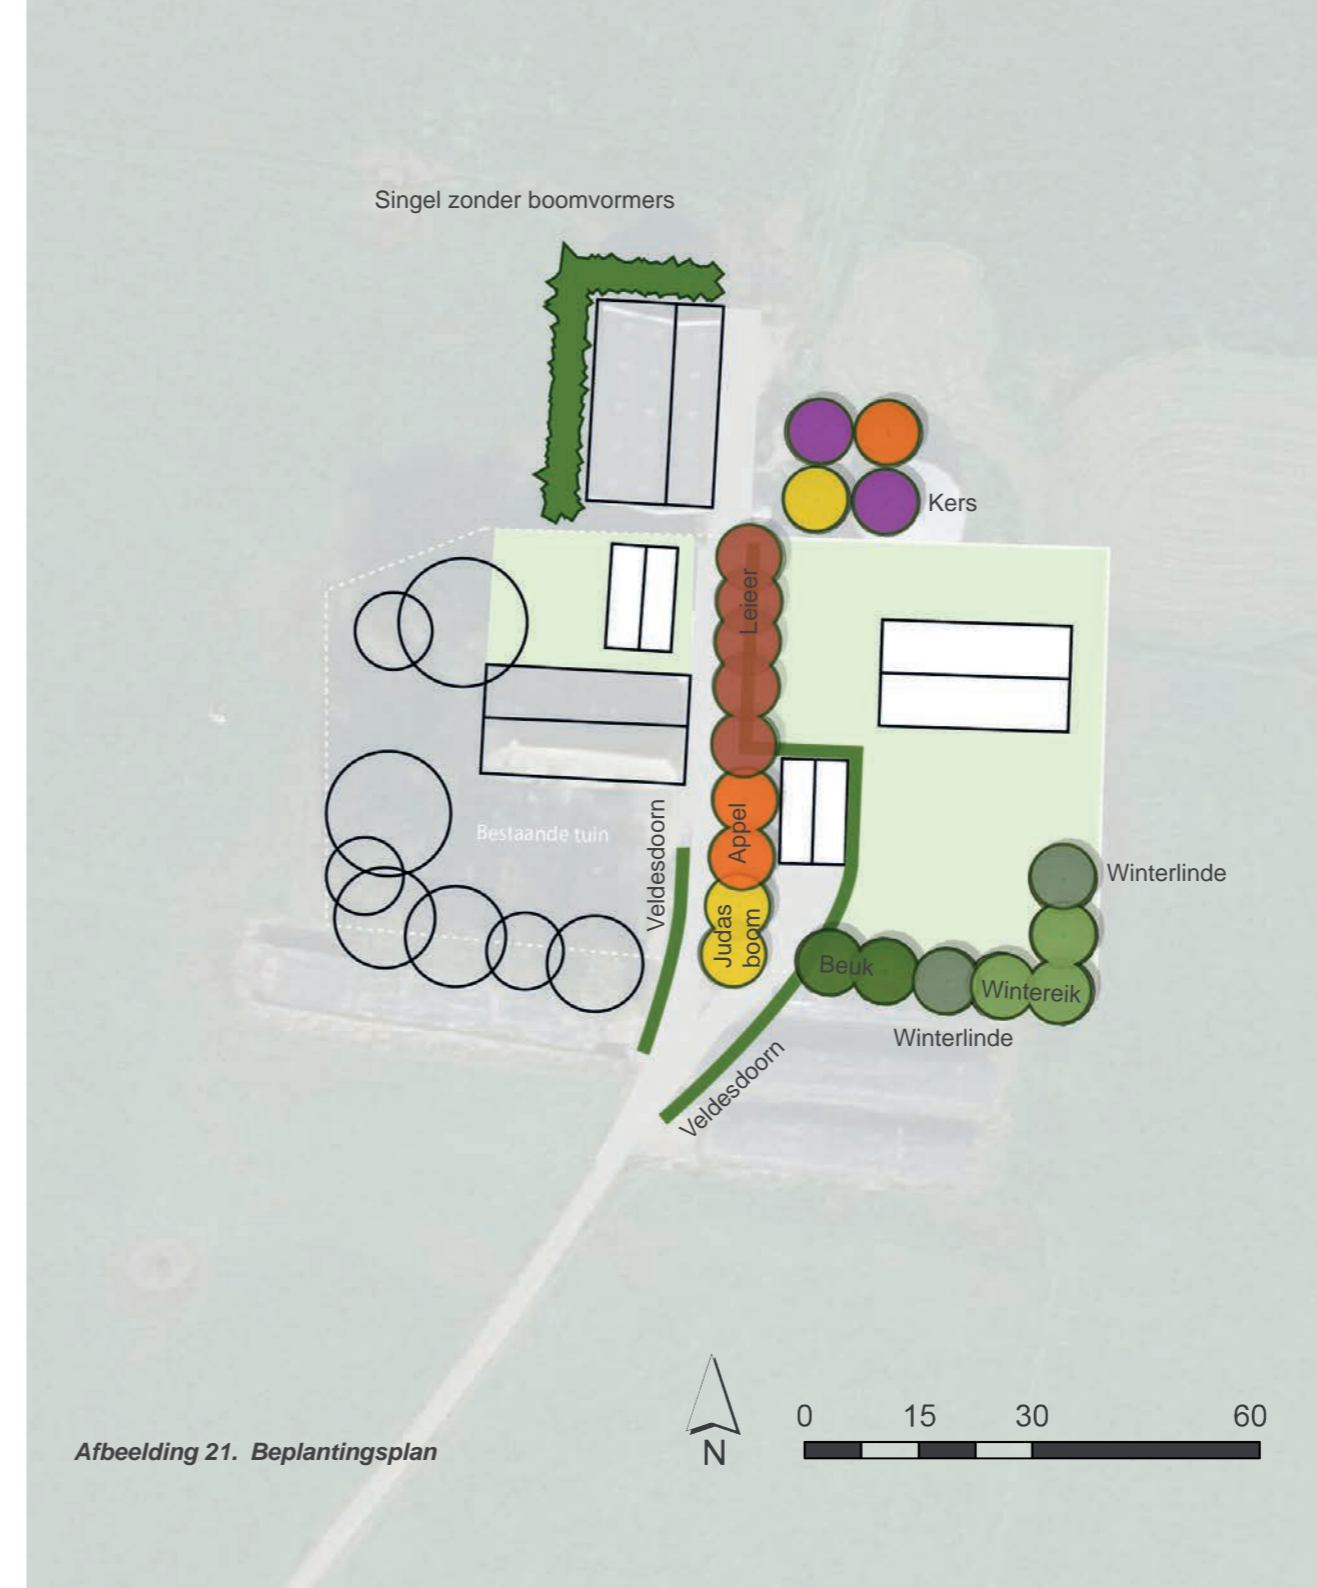 Singel zonder boomvormers
Kers
Leieer
Appel
Veldesdoorn
Bestaande tuin
Judas
boom
Winterlinde
Beuk
Wintereik
Winterlinde
Veldesdoorn
0 15 30 60
N
Afbeelding 21. Beplantingsplan